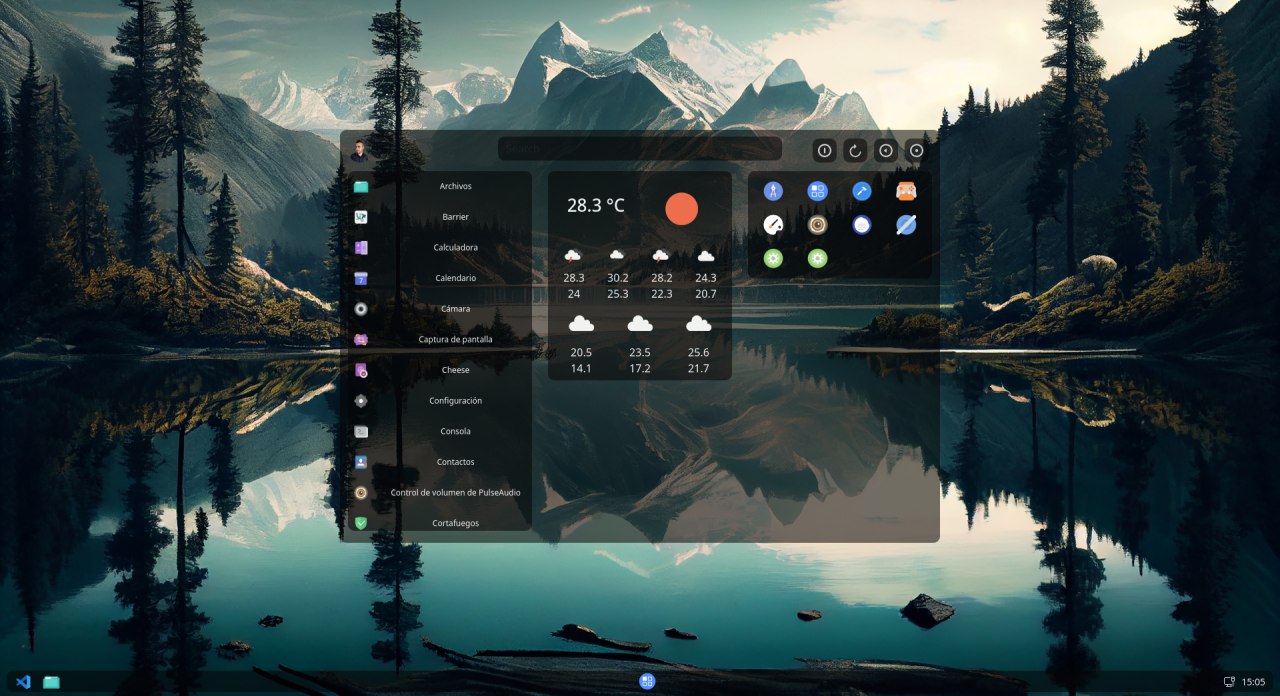 Search
Archivos
Barrier
Calculadora
Calendario
Cámara
Captura de pantalla
Cheese
Configuración
Consola
Contactos
Control de volumen de PulseAudio
Cortafuegos
28.3 °C
28.3 30.2 28.2 24.3
24 25.3 22.3 20.7
20.5 23.5 25.6
14.1 17.2 21.7
7
15:05